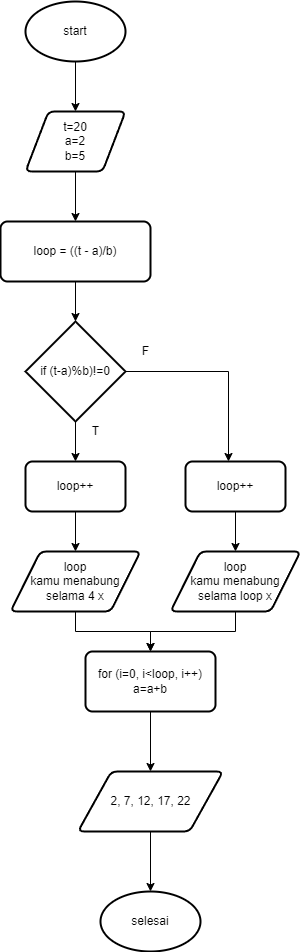 start
t=20
a=2
b=5
loop = ((t - a)/b)
if (t-a)%b)!=0
F
T
loop++
loop++
loop
kamu menabung
selama 4 x
loop
kamu menabung
selama loop x
for (i=0, i<loop, i++)
a=a+b
2, 7, 12, 17, 22
selesai